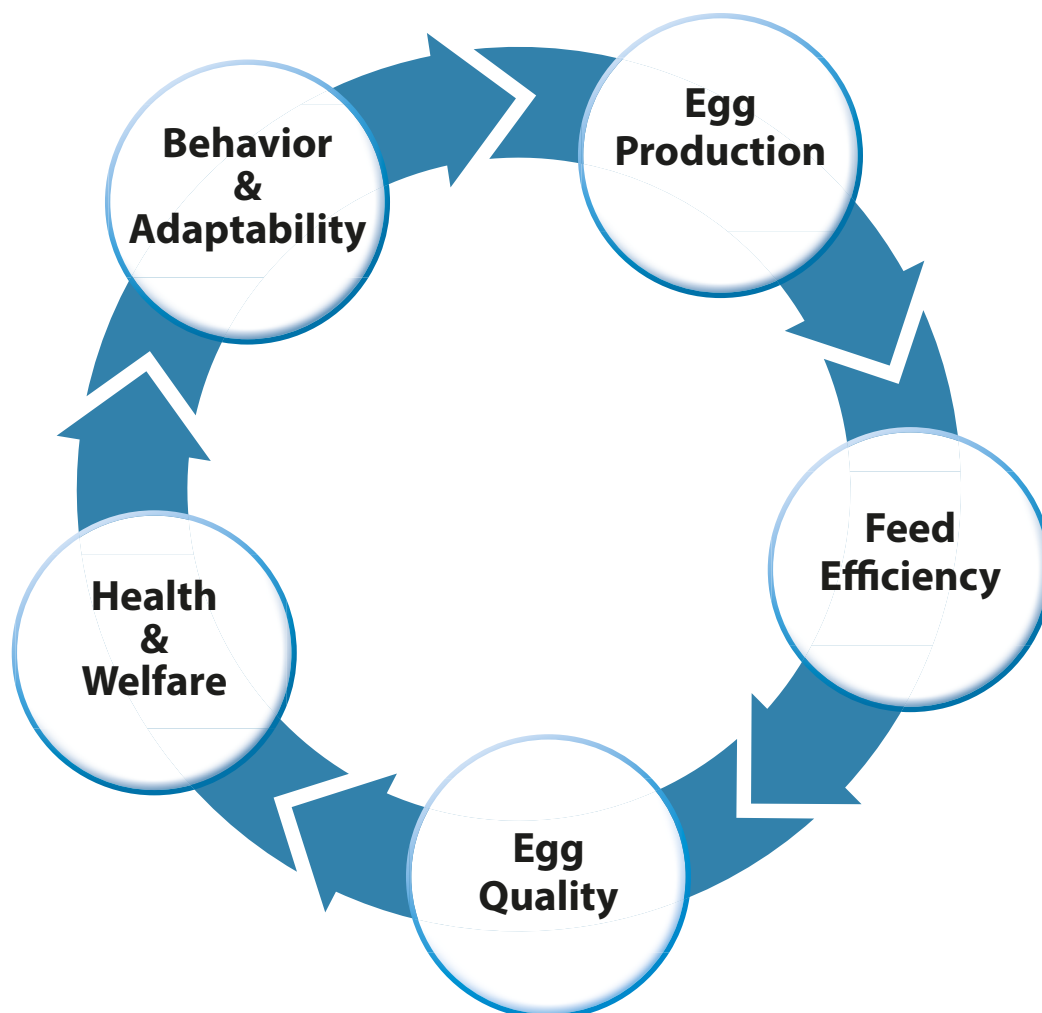 Behavior
&
Adaptability
Egg
Production
Feed
Efficiency
Egg
Quality
Health
&
Welfare